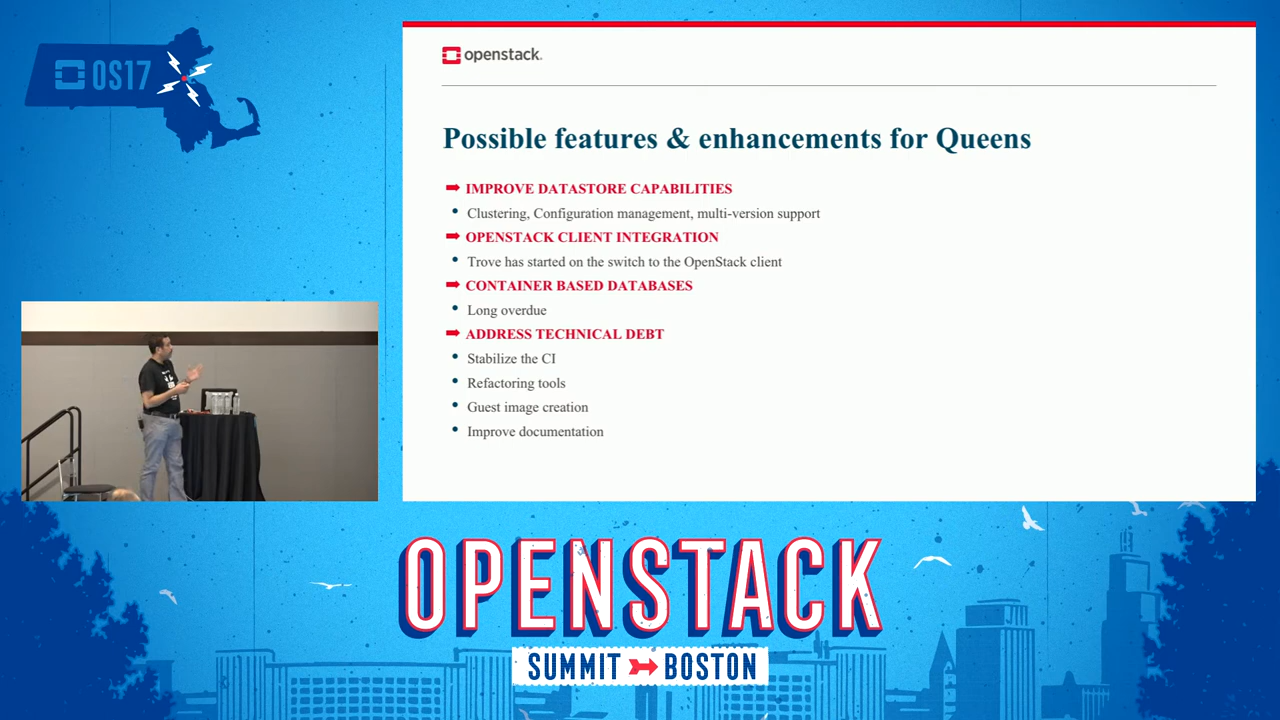 OS17
openstack.
Possible features & enhancements for Queens
IMPROVE DATASTORE CAPABILITIES
Clustering, Configuration management, multi-version support
OPENSTACK CLIENT INTEGRATION
Trove has started on the switch to the OpenStack client
CONTAINER BASED DATABASES
Long overdue
ADDRESS TECHNICAL DEBT
Stabilize the CI
Refactoring tools
Guest image creation
Improve documentation
OPENSTACK
SUMMIT BOSTON